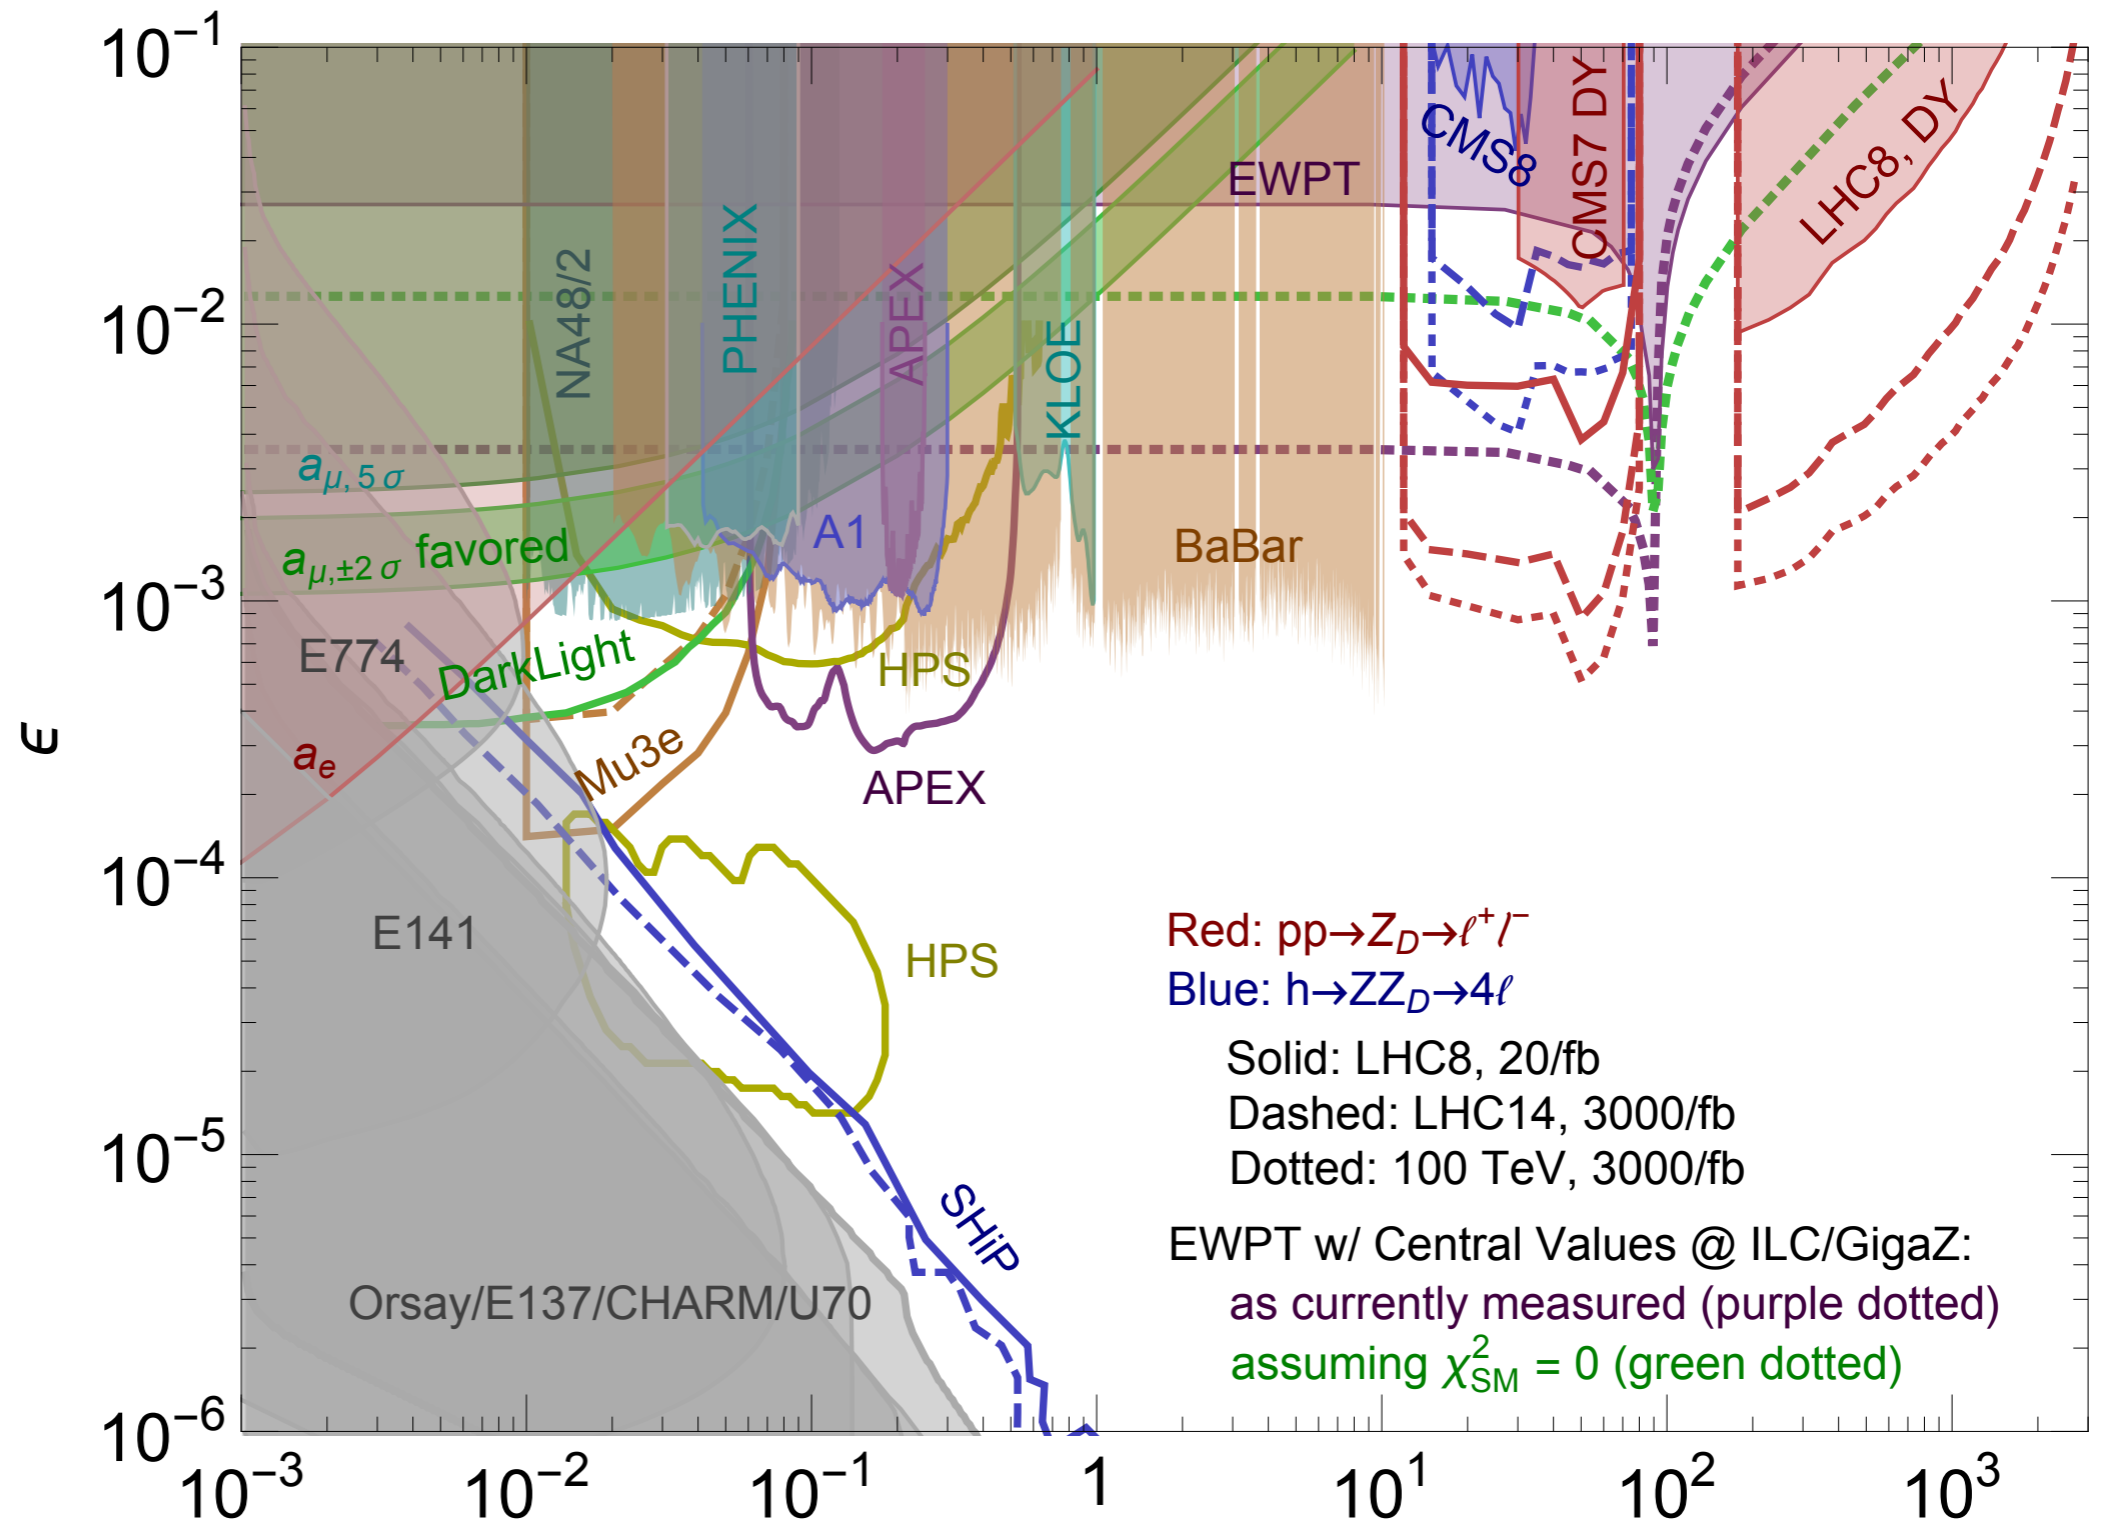 10⁻¹
10⁻²
10⁻³
10⁻⁴
10⁻⁵
10⁻⁶
ϵ
10⁻³
10⁻²
10⁻¹
1
10¹
10²
10³
NA48/2
PHENIX
APEX
KLOE
EWPT
CMS8
CMS7 DY
LHC8, DY
a_μ,5σ
a_μ,±2σ favored
A1
BaBar
E774
DarkLight
HPS
a_e
Mu3e
APEX
E141
HPS
SHiP
Orsay/E137/CHARM/U70
Red: pp→Z_D→ℓ⁺l⁻
Blue: h→ZZ_D→4ℓ
Solid: LHC8, 20/fb
Dashed: LHC14, 3000/fb
Dotted: 100 TeV, 3000/fb
EWPT w/ Central Values @ ILC/GigaZ:
as currently measured (purple dotted)
assuming χ²_SM = 0 (green dotted)